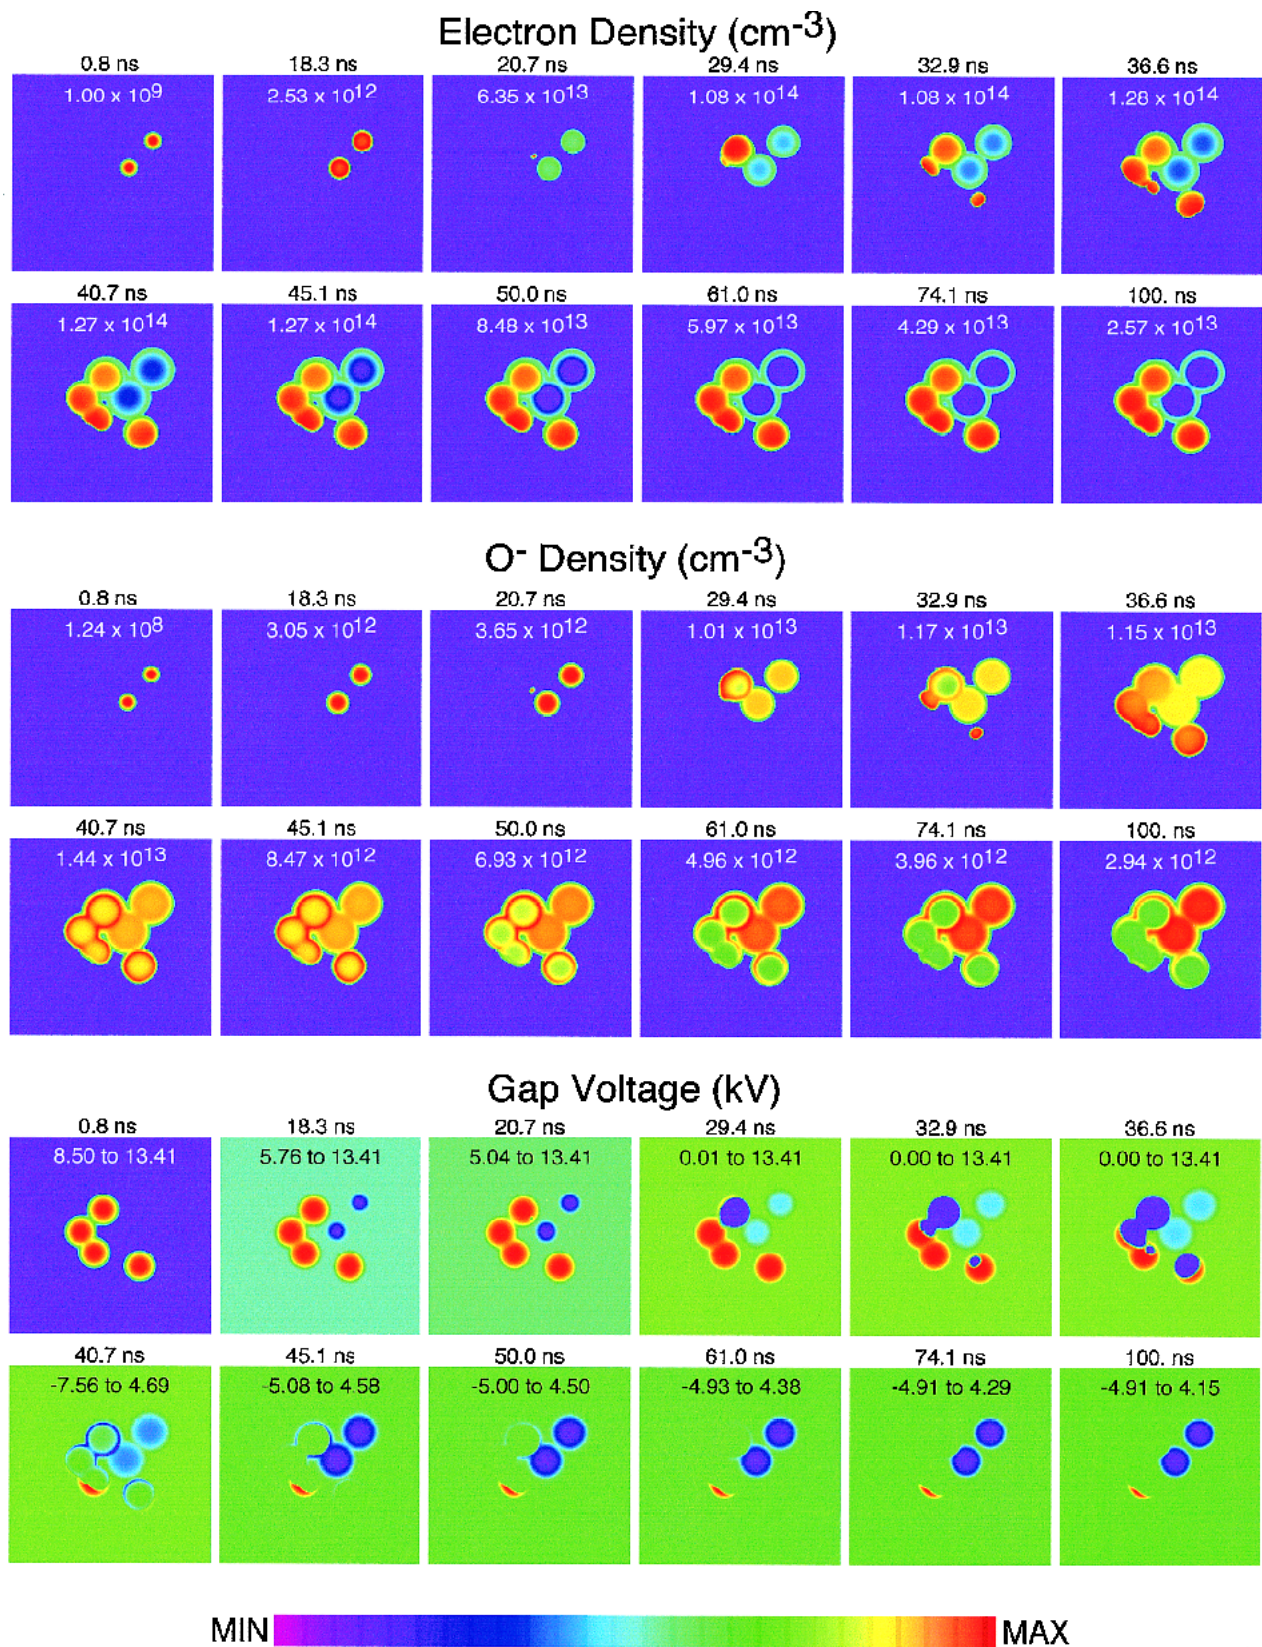 Electron Density (cm-3)
0.8 ns 18.3 ns 20.7 ns 29.4 ns 32.9 ns 36.6 ns
1.00 x 10⁹ 2.53 x 10¹² 6.35 x 10¹³ 1.08 x 10¹⁴ 1.08 x 10¹⁴ 1.28 x 10¹⁴
40.7 ns 45.1 ns 50.0 ns 61.0 ns 74.1 ns 100. ns
1.27 x 10¹⁴ 1.27 x 10¹⁴ 8.48 x 10¹³ 5.97 x 10¹³ 4.29 x 10¹³ 2.57 x 10¹³
O- Density (cm-3)
0.8 ns 18.3 ns 20.7 ns 29.4 ns 32.9 ns 36.6 ns
1.24 x 10⁸ 3.05 x 10¹² 3.65 x 10¹² 1.01 x 10¹³ 1.17 x 10¹³ 1.15 x 10¹³
40.7 ns 45.1 ns 50.0 ns 61.0 ns 74.1 ns 100. ns
1.44 x 10¹³ 8.47 x 10¹² 6.93 x 10¹² 4.96 x 10¹² 3.96 x 10¹² 2.94 x 10¹²
Gap Voltage (kV)
0.8 ns 18.3 ns 20.7 ns 29.4 ns 32.9 ns 36.6 ns
8.50 to 13.41 5.76 to 13.41 5.04 to 13.41 0.01 to 13.41 0.00 to 13.41 0.00 to 13.41
40.7 ns 45.1 ns 50.0 ns 61.0 ns 74.1 ns 100. ns
-7.56 to 4.69 -5.08 to 4.58 -5.00 to 4.50 -4.93 to 4.38 -4.91 to 4.29 -4.91 to 4.15
MIN MAX